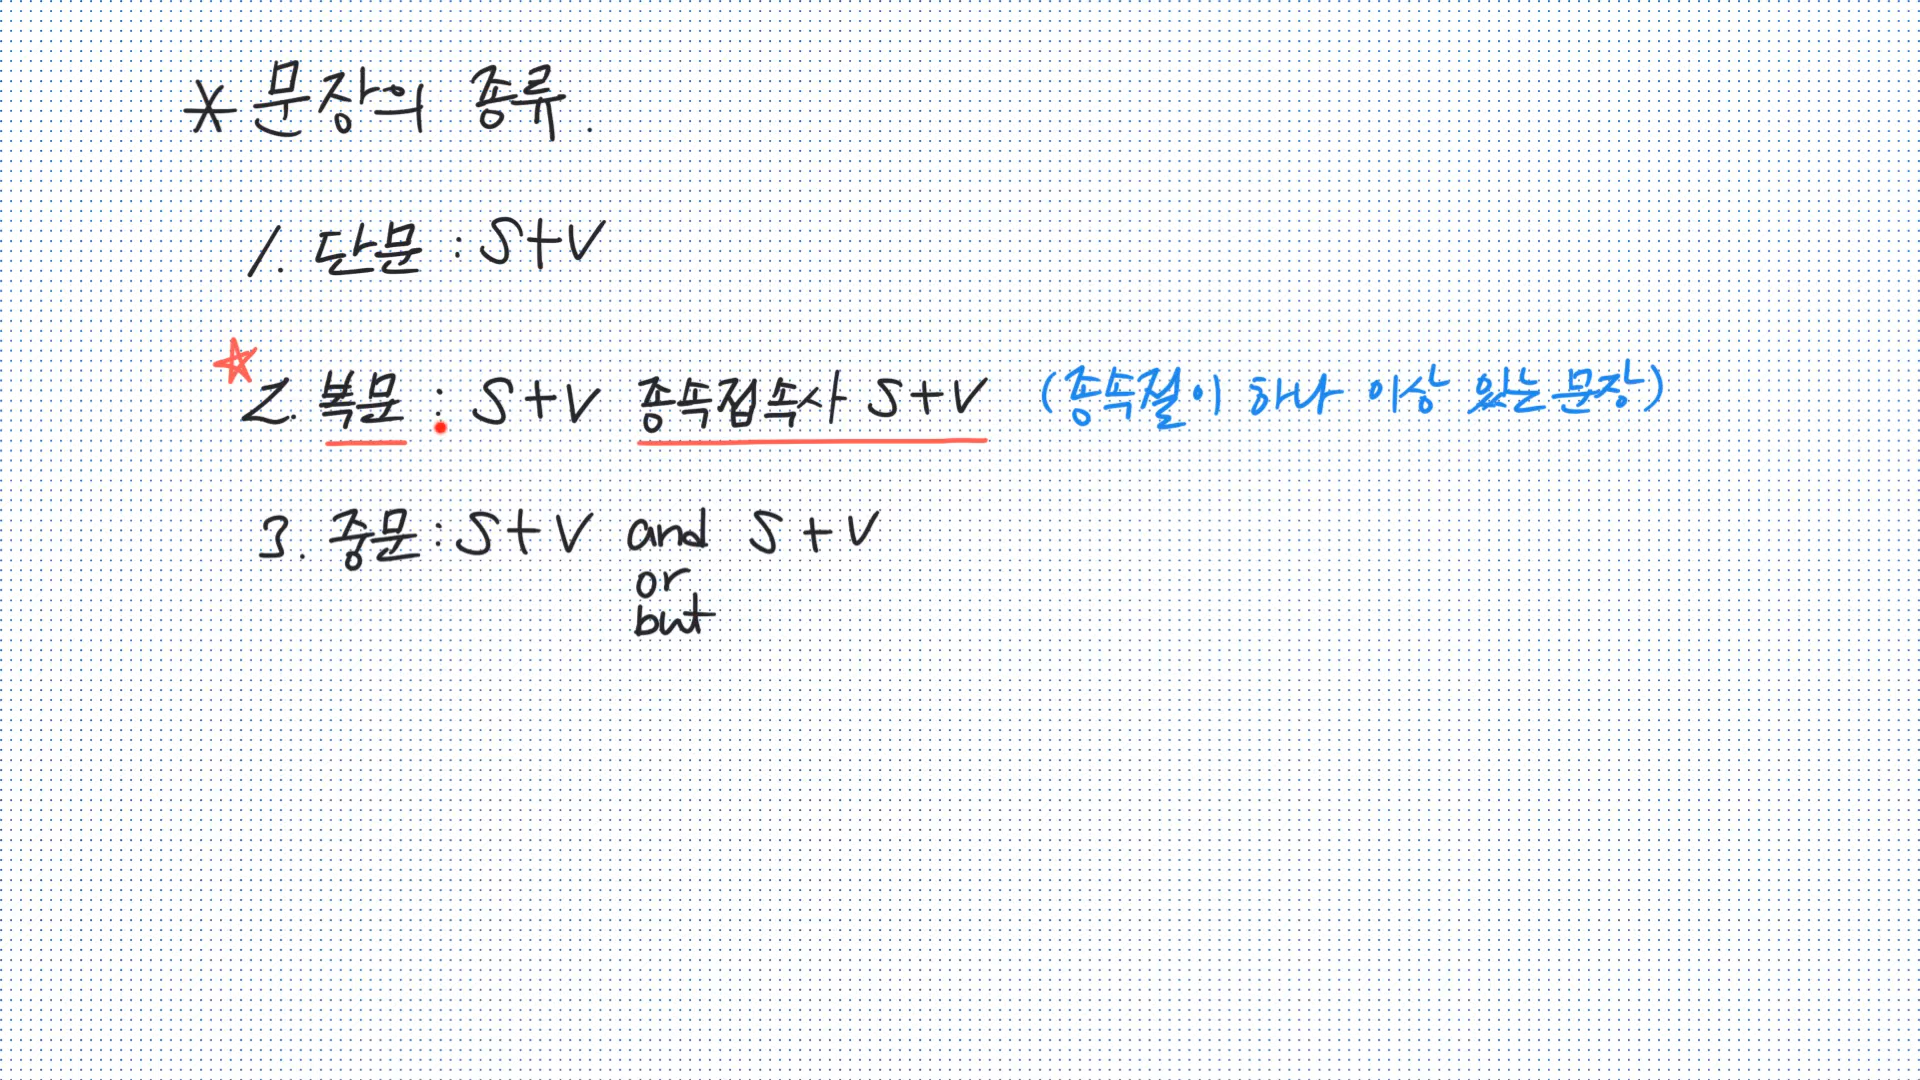 * 문장의 종류.
1. 단문 : S+V
☆ 2. 복문 : S+V 종속접속사 S+V (종속절이 하나 이상 있는 문장)
3. 중문 : S+V and S+V
or
but